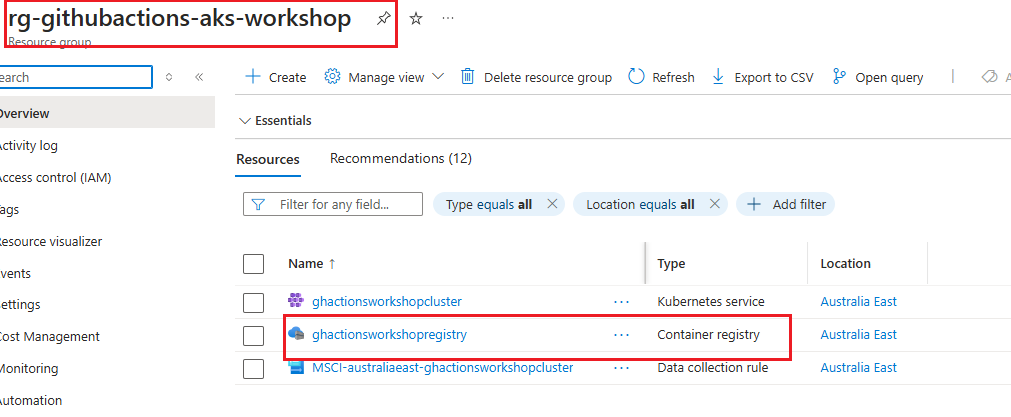 rg-githubactions-aks-workshop
Resource group
earch
Overview
Activity log
Access control (IAM)
Tags
Resource visualizer
Events
Settings
Cost Management
Monitoring
Automation
Create
Manage view
Delete resource group
Refresh
Export to CSV
Open query
Essentials
Resources
Recommendations (12)
Filter for any field...
Type equals all
Location equals all
Add filter
Name ↑ Type Location
ghactionsworkshopcluster ··· Kubernetes service Australia East
ghactionsworkshopregistry ··· Container registry Australia East
MSCI-australiaeast-ghactionsworkshopcluster ··· Data collection rule Australia East